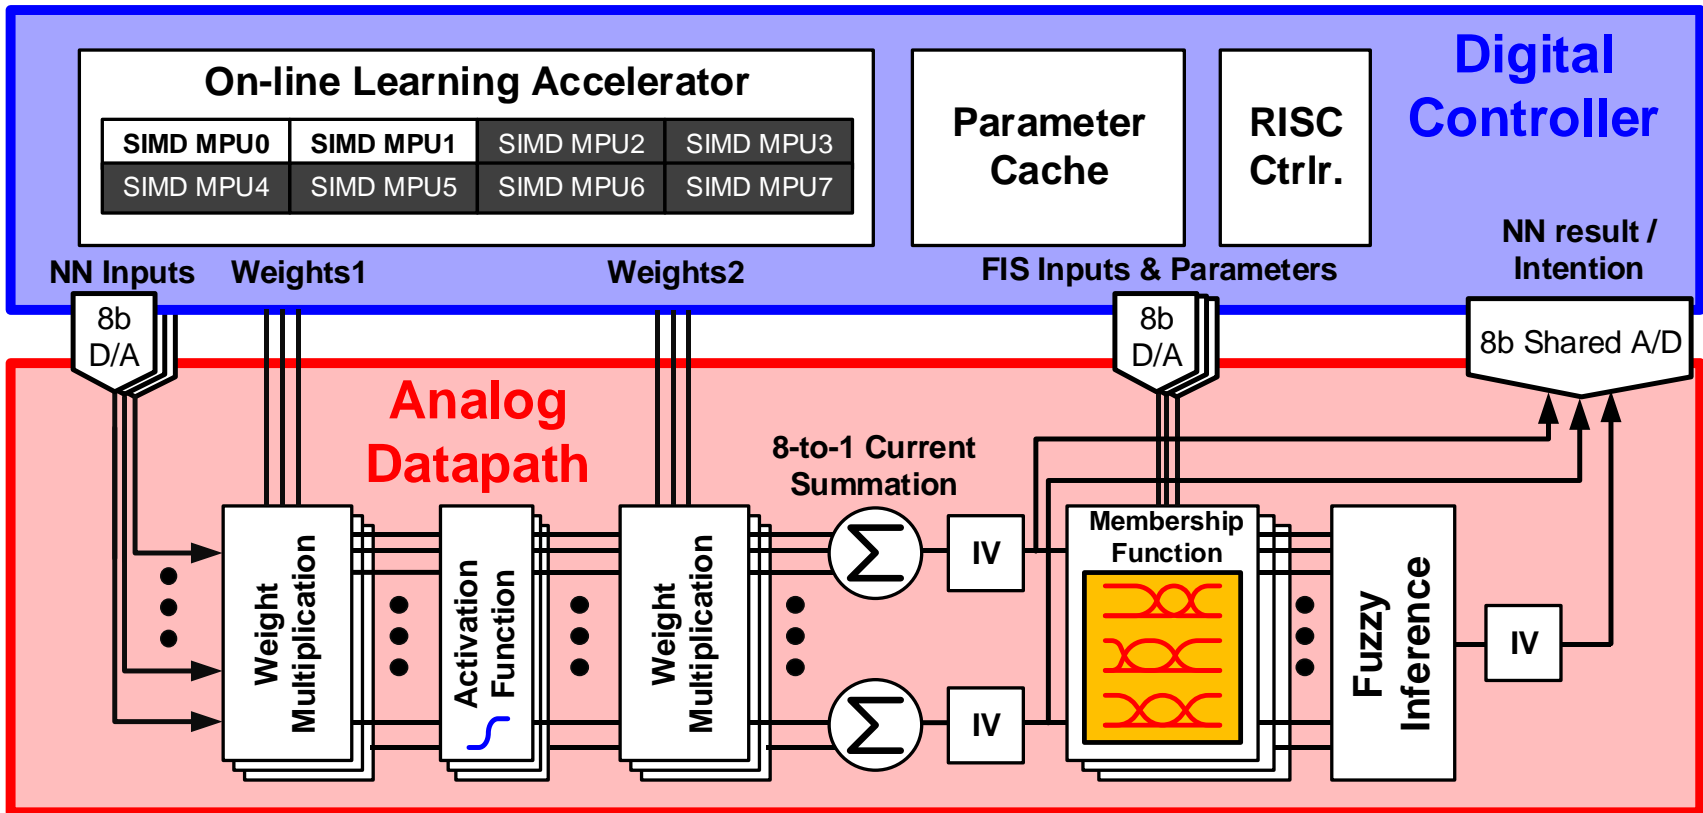 Digital
Controller
On-line Learning Accelerator
SIMD MPU0 SIMD MPU1 SIMD MPU2 SIMD MPU3
SIMD MPU4 SIMD MPU5 SIMD MPU6 SIMD MPU7
Parameter
Cache
RISC
Ctrlr.
NN Inputs
Weights1
Weights2
FIS Inputs & Parameters
NN result /
Intention
8b
D/A
8b
D/A
8b Shared A/D
Analog
Datapath
8-to-1 Current
Summation
Weight
Multiplication
Activation
Function
Weight
Multiplication
Σ
IV
Σ
IV
Membership
Function
Fuzzy
Inference
IV